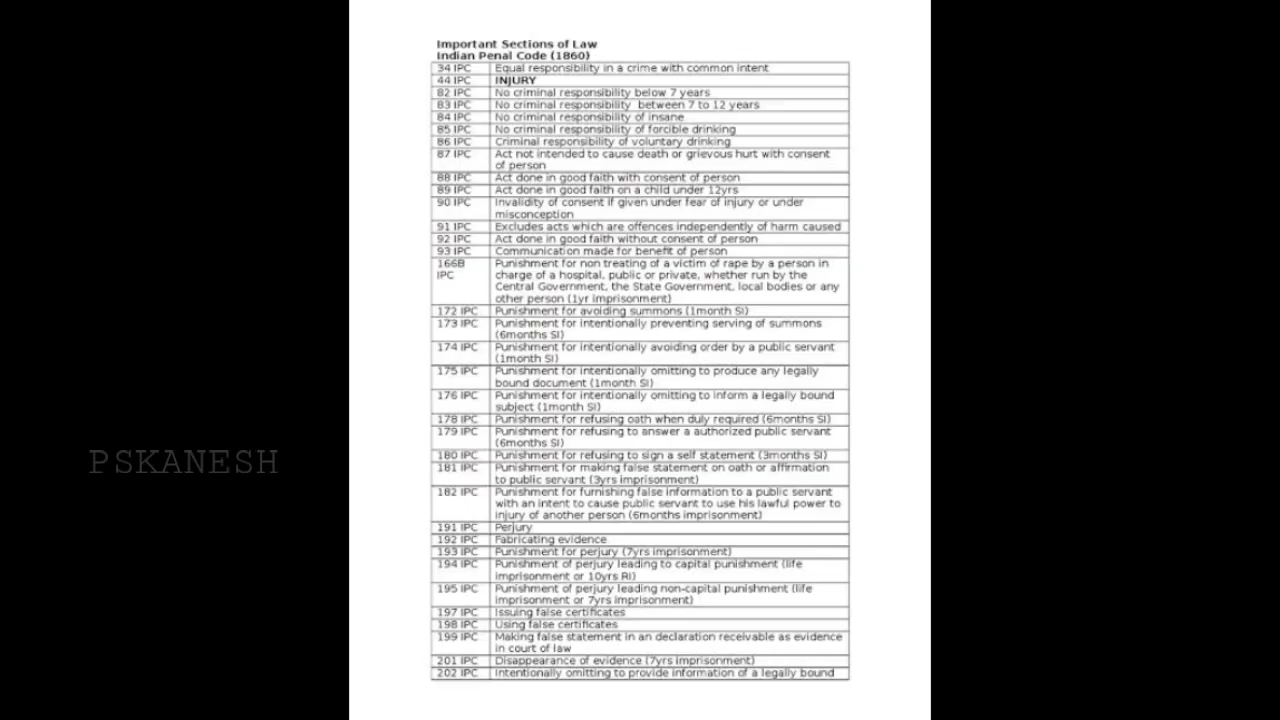 Important Sections of Law
Indian Penal Code (1860)
34 IPC Equal responsibility in a crime with common intent
44 IPC INJURY
82 IPC No criminal responsibility below 7 years
83 IPC No criminal responsibility between 7 to 12 years
84 IPC No criminal responsibility of insane
85 IPC No criminal responsibility of forcible drinking
86 IPC Criminal responsibility of voluntary drinking
87 IPC Act not intended to cause death or grievous hurt with consent
of person
88 IPC Act done in good faith with consent of person
89 IPC Act done in good faith on a child under 12yrs
90 IPC Invalidity of consent if given under fear of injury or under
misconception
91 IPC Excludes acts which are offences independently of harm caused
92 IPC Act done in good faith without consent of person
93 IPC Communication made for benefit of person
166B Punishment for non treating of a victim of rape by a person in
IPC charge of a hospital, public or private, whether run by the
Central Government, the State Government, local bodies or any
other person (1yr imprisonment)
172 IPC Punishment for avoiding summons (1month SI)
173 IPC Punishment for intentionally preventing serving of summons
(6months SI)
174 IPC Punishment for intentionally avoiding order by a public servant
(1month SI)
175 IPC Punishment for intentionally omitting to produce any legally
bound document (1month SI)
176 IPC Punishment for intentionally omitting to inform a legally bound
subject (1month SI)
178 IPC Punishment for refusing oath when duly required (6months SI)
179 IPC Punishment for refusing to answer a authorized public servant
(6months SI)
180 IPC Punishment for refusing to sign a self statement (3months SI)
181 IPC Punishment for making false statement on oath or affirmation
to public servant (3yrs imprisonment)
PSKANESH
182 IPC Punishment for furnishing false information to a public servant
with an intent to cause public servant to use his lawful power to
injury of another person (6months imprisonment)
191 IPC Perjury
192 IPC Fabricating evidence
193 IPC Punishment for perjury (7yrs imprisonment)
194 IPC Punishment of perjury leading to capital punishment (life
imprisonment or 10yrs RI)
195 IPC Punishment of perjury leading non-capital punishment (life
imprisonment or 7yrs imprisonment)
197 IPC Issuing false certificates
198 IPC Using false certificates
199 IPC Making false statement in an declaration receivable as evidence
in court of law
201 IPC Disappearance of evidence (7yrs imprisonment)
202 IPC Intentionally omitting to provide information of a legally bound